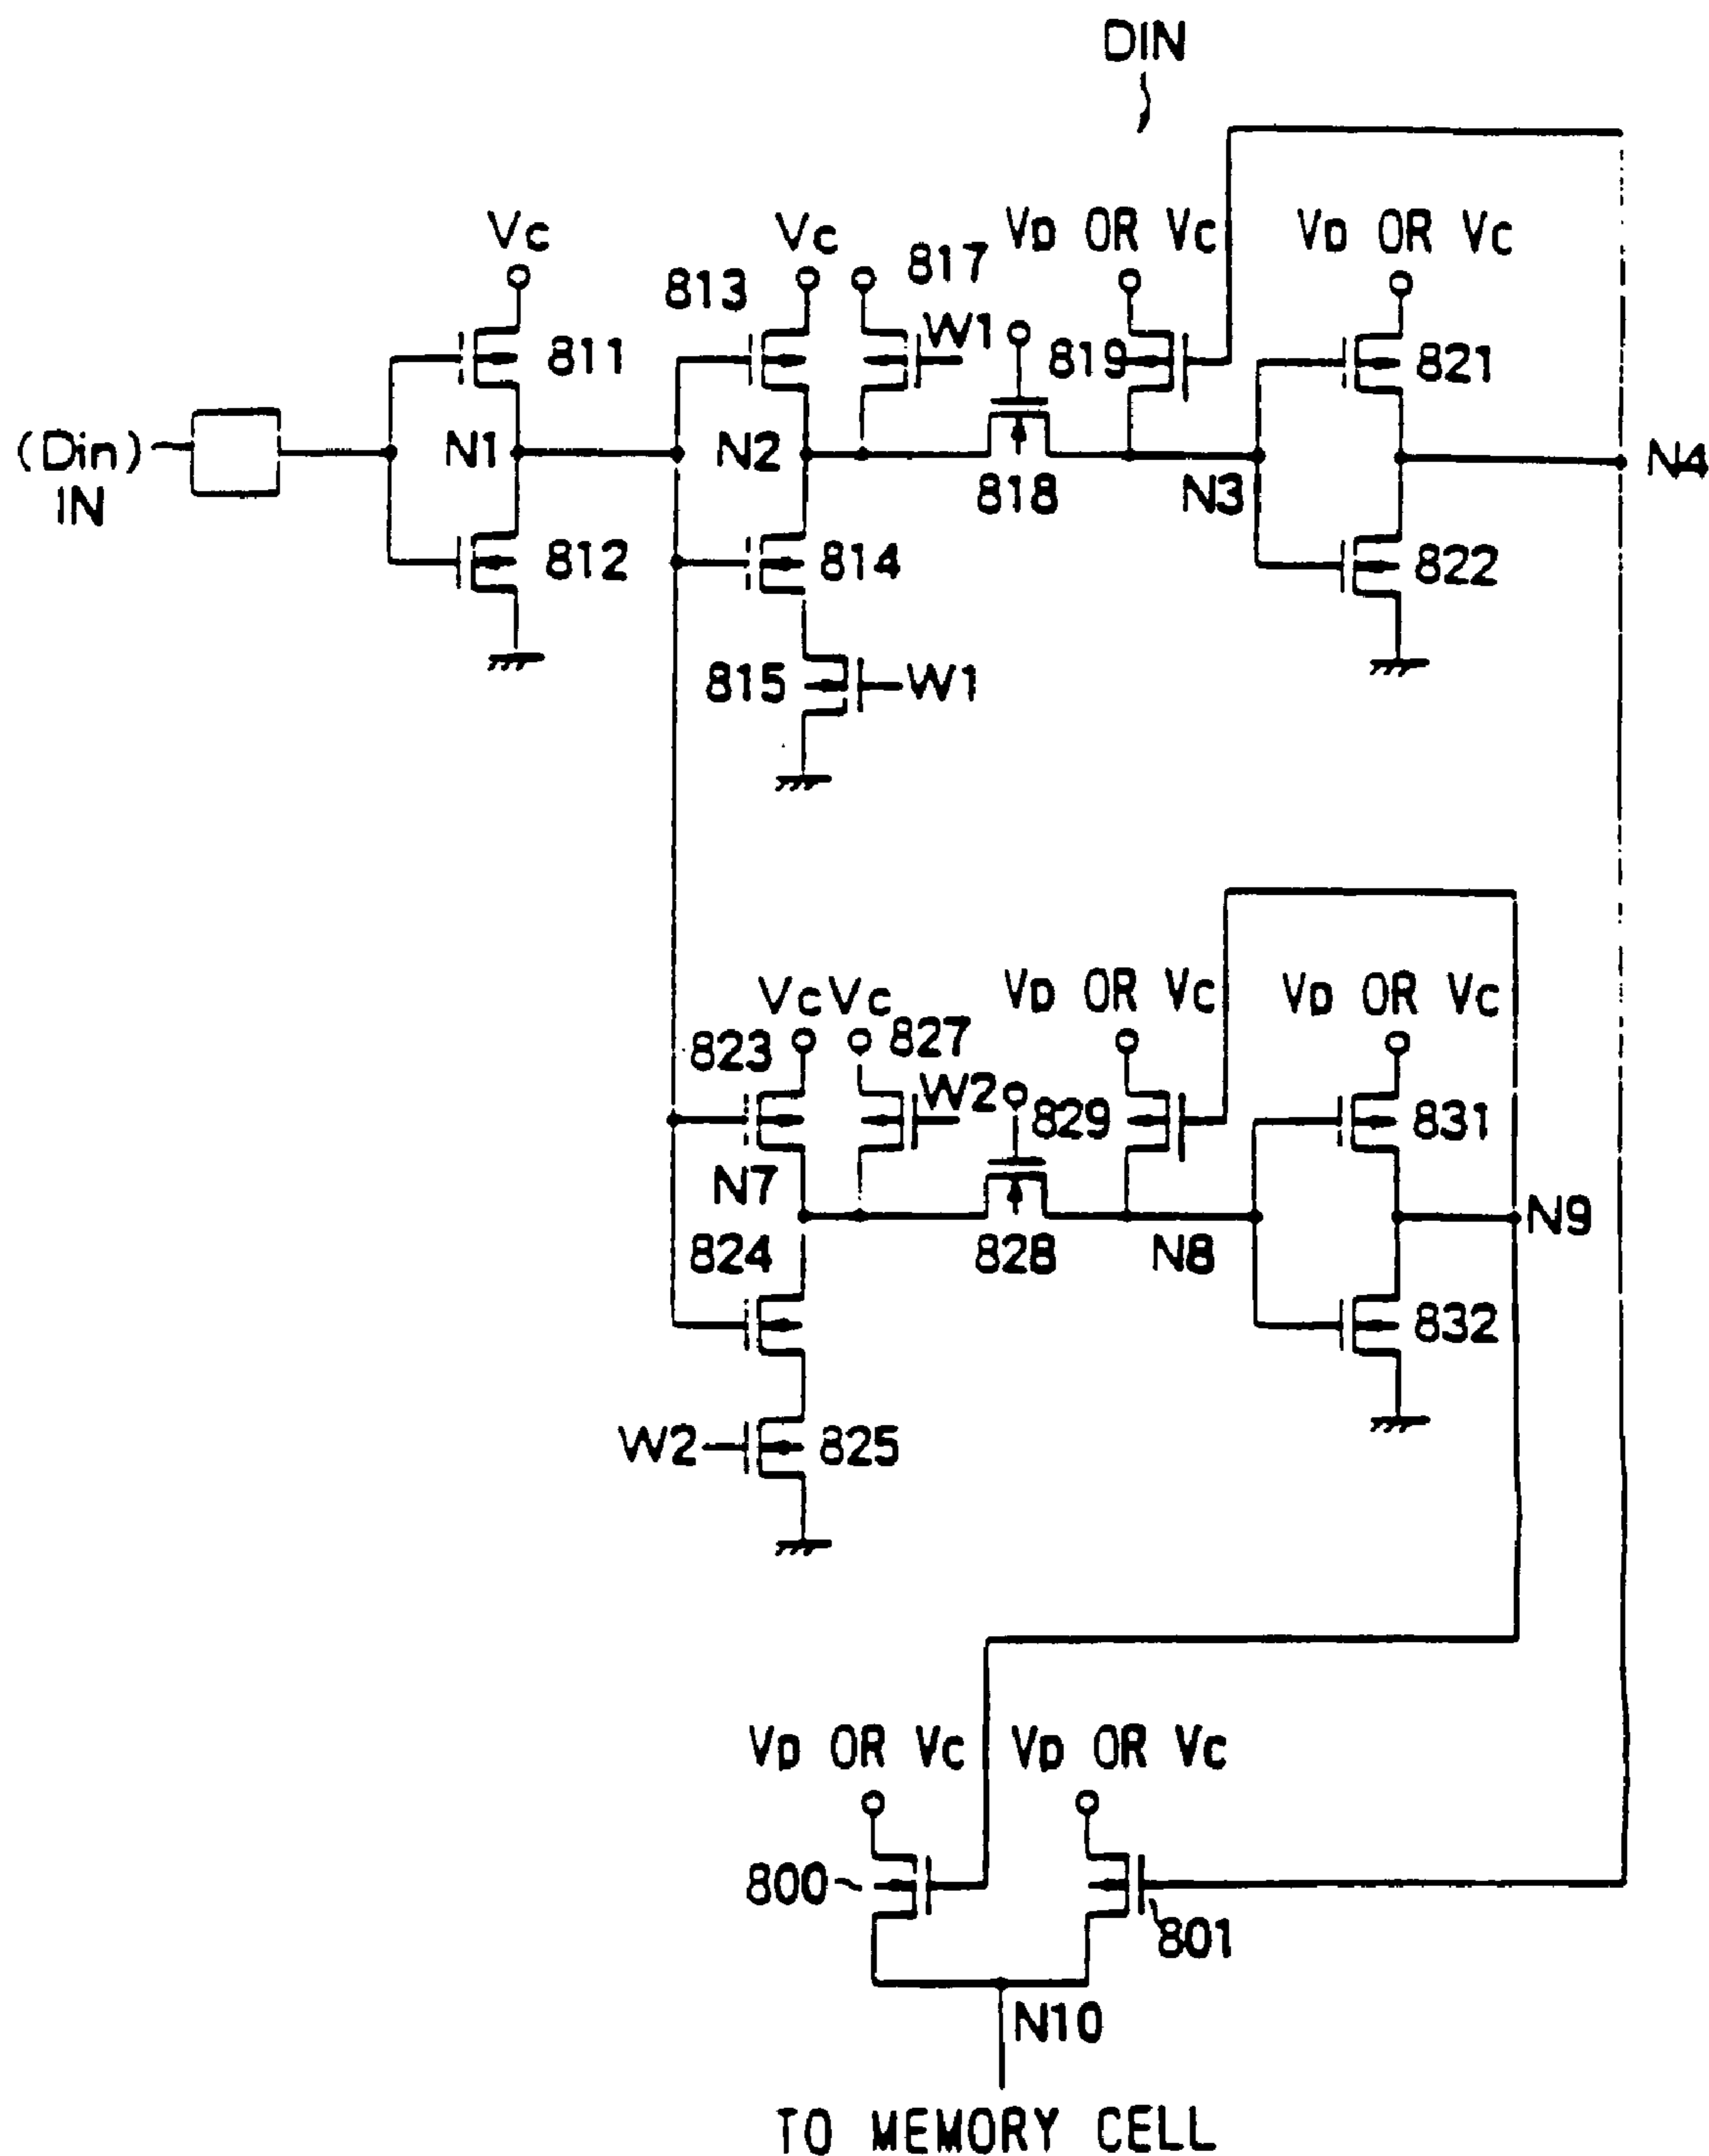 DIN
Vc
Vc
817
VD OR Vc
VD OR Vc
813
W1
811
819
821
(Din)
IN
N1
N2
818
N3
N4
812
814
822
815
W1
Vc
Vc
VD OR Vc
VD OR Vc
823
827
W2
829
831
N7
824
828
N8
N9
832
W2
825
VD OR Vc
VD OR Vc
800
801
N10
TO MEMORY CELL